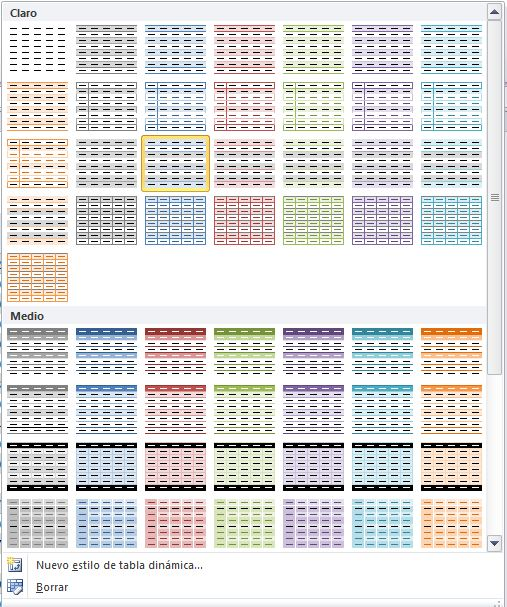 Claro
Medio
Nuevo estilo de tabla dinámica...
Borrar